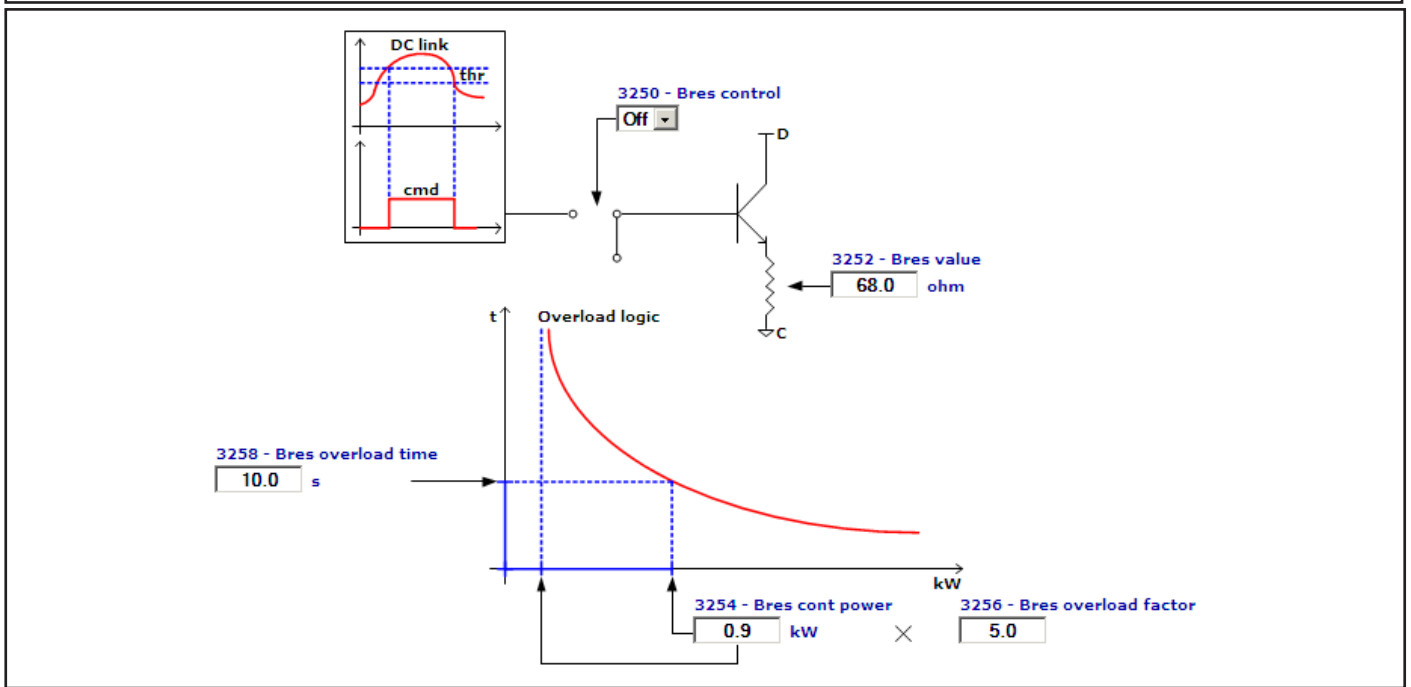 DC link
thr
cmd
3250 - Bres control
Off
D
3252 - Bres value
68.0 ohm
C
t
Overload logic
3258 - Bres overload time
10.0 s
kW
3254 - Bres cont power
0.9 kW
3256 - Bres overload factor
5.0